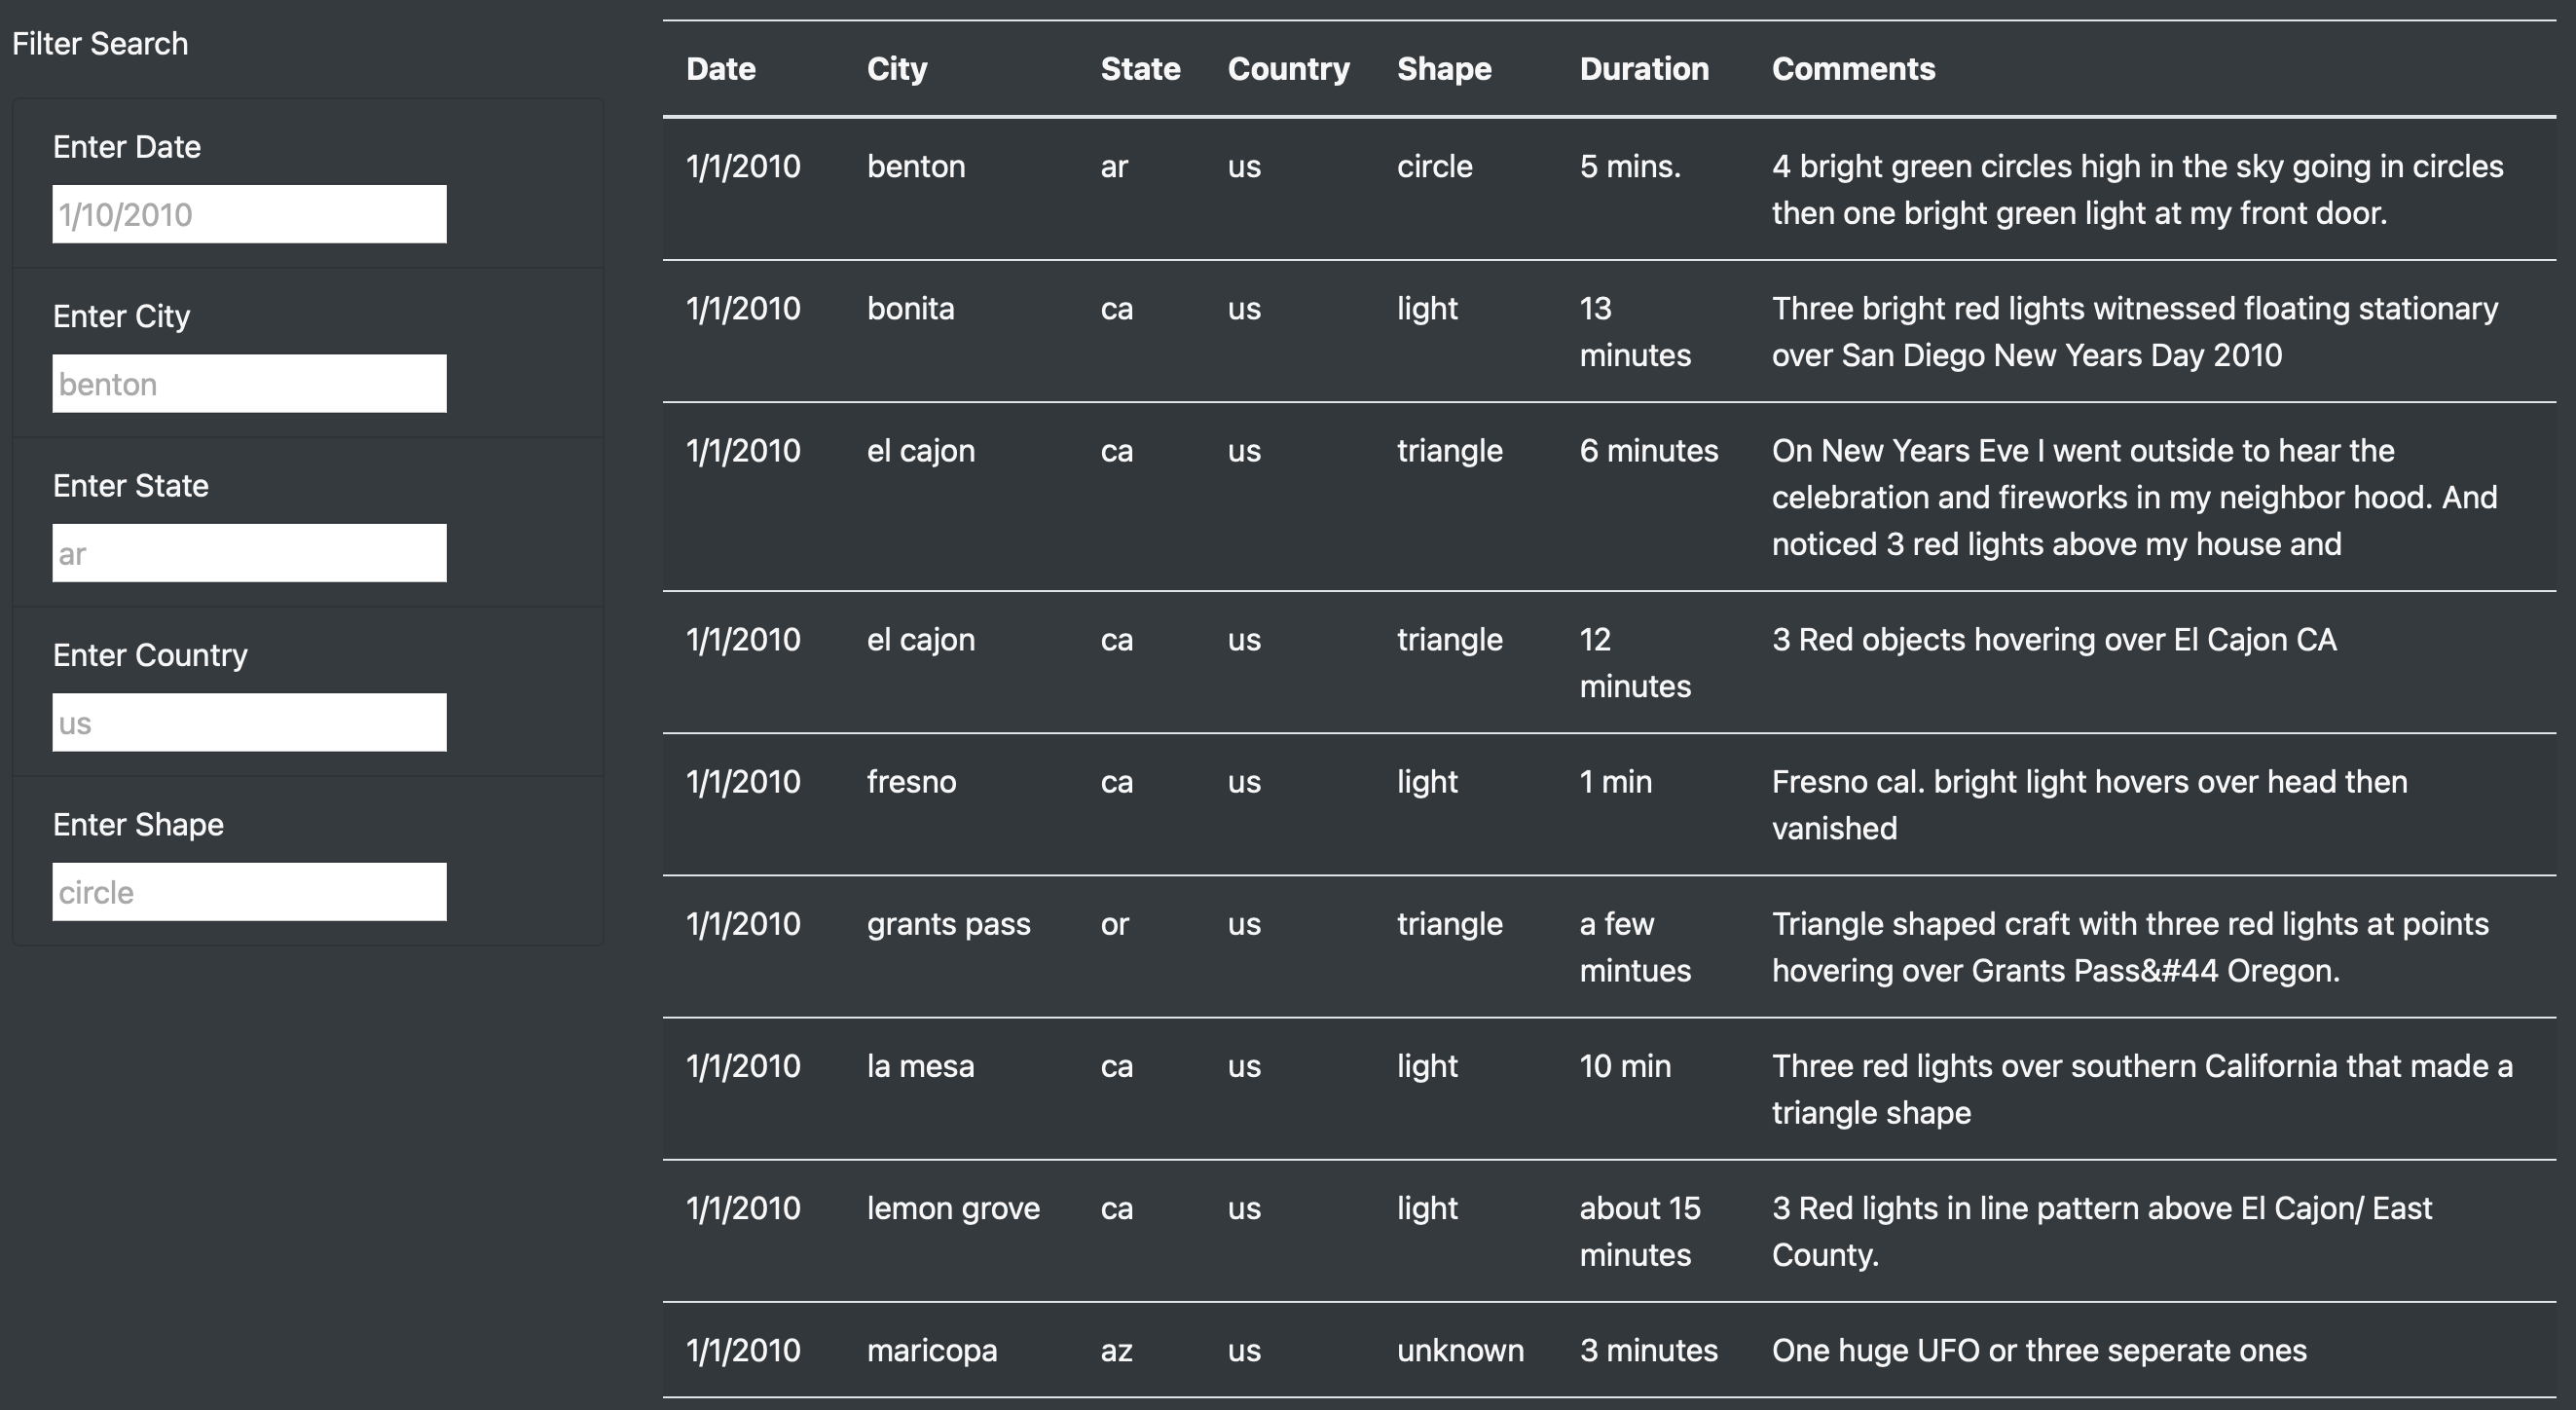 Filter Search
Enter Date
1/10/2010
Enter City
benton
Enter State
ar
Enter Country
us
Enter Shape
circle
Date City State Country Shape Duration Comments
1/1/2010 benton ar us circle 5 mins. 4 bright green circles high in the sky going in circles
then one bright green light at my front door.
1/1/2010 bonita ca us light 13 Three bright red lights witnessed floating stationary
minutes over San Diego New Years Day 2010
1/1/2010 el cajon ca us triangle 6 minutes On New Years Eve I went outside to hear the
celebration and fireworks in my neighbor hood. And
noticed 3 red lights above my house and
1/1/2010 el cajon ca us triangle 12 3 Red objects hovering over El Cajon CA
minutes
1/1/2010 fresno ca us light 1 min Fresno cal. bright light hovers over head then
vanished
1/1/2010 grants pass or us triangle a few Triangle shaped craft with three red lights at points
mintues hovering over Grants Pass&#44 Oregon.
1/1/2010 la mesa ca us light 10 min Three red lights over southern California that made a
triangle shape
1/1/2010 lemon grove ca us light about 15 3 Red lights in line pattern above El Cajon/ East
minutes County.
1/1/2010 maricopa az us unknown 3 minutes One huge UFO or three seperate ones